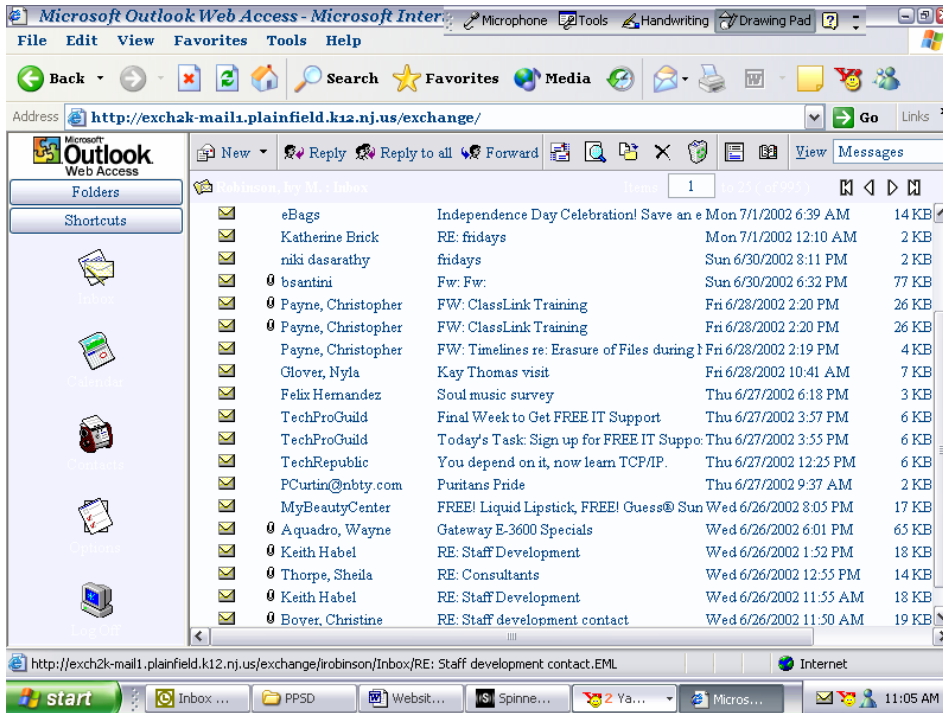 Microsoft Outlook Web Access - Microsoft Inter
Microphone Tools Handwriting Drawing Pad
File Edit View Favorites Tools Help
Back Search Favorites Media
Address http://exch2k-mail1.plainfield.k12.nj.us/exchange/ Go Links
Microsoft
Outlook
Web Access
New Reply Reply to all Forward View Messages
Folders
Robinson, Ivy M. : Inbox Items 1 to 25 ( of 995 )
Shortcuts
Inbox
Calendar
Contacts
Options
Log Off
eBags Independence Day Celebration! Save an e Mon 7/1/2002 6:39 AM 14 KB
Katherine Brick RE: fridays Mon 7/1/2002 12:10 AM 2 KB
niki dasarathy fridays Sun 6/30/2002 8:11 PM 2 KB
bsantini Fw: Fw: Sun 6/30/2002 6:32 PM 77 KB
Payne, Christopher FW: ClassLink Training Fri 6/28/2002 2:20 PM 26 KB
Payne, Christopher FW: ClassLink Training Fri 6/28/2002 2:20 PM 26 KB
Payne, Christopher FW: Timelines re: Erasure of Files during Fri 6/28/2002 2:19 PM 4 KB
Glover, Nyla Kay Thomas visit Fri 6/28/2002 10:41 AM 7 KB
Felix Hernandez Soul music survey Thu 6/27/2002 6:18 PM 3 KB
TechProGuild Final Week to Get FREE IT Support Thu 6/27/2002 3:57 PM 6 KB
TechProGuild Today's Task: Sign up for FREE IT Suppo Thu 6/27/2002 3:55 PM 6 KB
TechRepublic You depend on it, now learn TCP/IP. Thu 6/27/2002 12:25 PM 6 KB
PCurtin@nbty.com Puritans Pride Thu 6/27/2002 9:37 AM 2 KB
MyBeautyCenter FREE! Liquid Lipstick, FREE! Guess® Sun Wed 6/26/2002 8:05 PM 17 KB
Aquadro, Wayne Gateway E-3600 Specials Wed 6/26/2002 6:01 PM 65 KB
Keith Habel RE: Staff Development Wed 6/26/2002 1:52 PM 18 KB
Thorpe, Sheila RE: Consultants Wed 6/26/2002 12:55 PM 14 KB
Keith Habel RE: Staff Development Wed 6/26/2002 11:55 AM 18 KB
Boyer, Christine RE: Staff development contact Wed 6/26/2002 11:50 AM 19 KB
http://exch2k-mail1.plainfield.k12.nj.us/exchange/irobinson/Inbox/RE: Staff development contact.EML Internet
start Inbox ... PPSD Websit... Spinne... 2 Ya... Micros... 11:05 AM